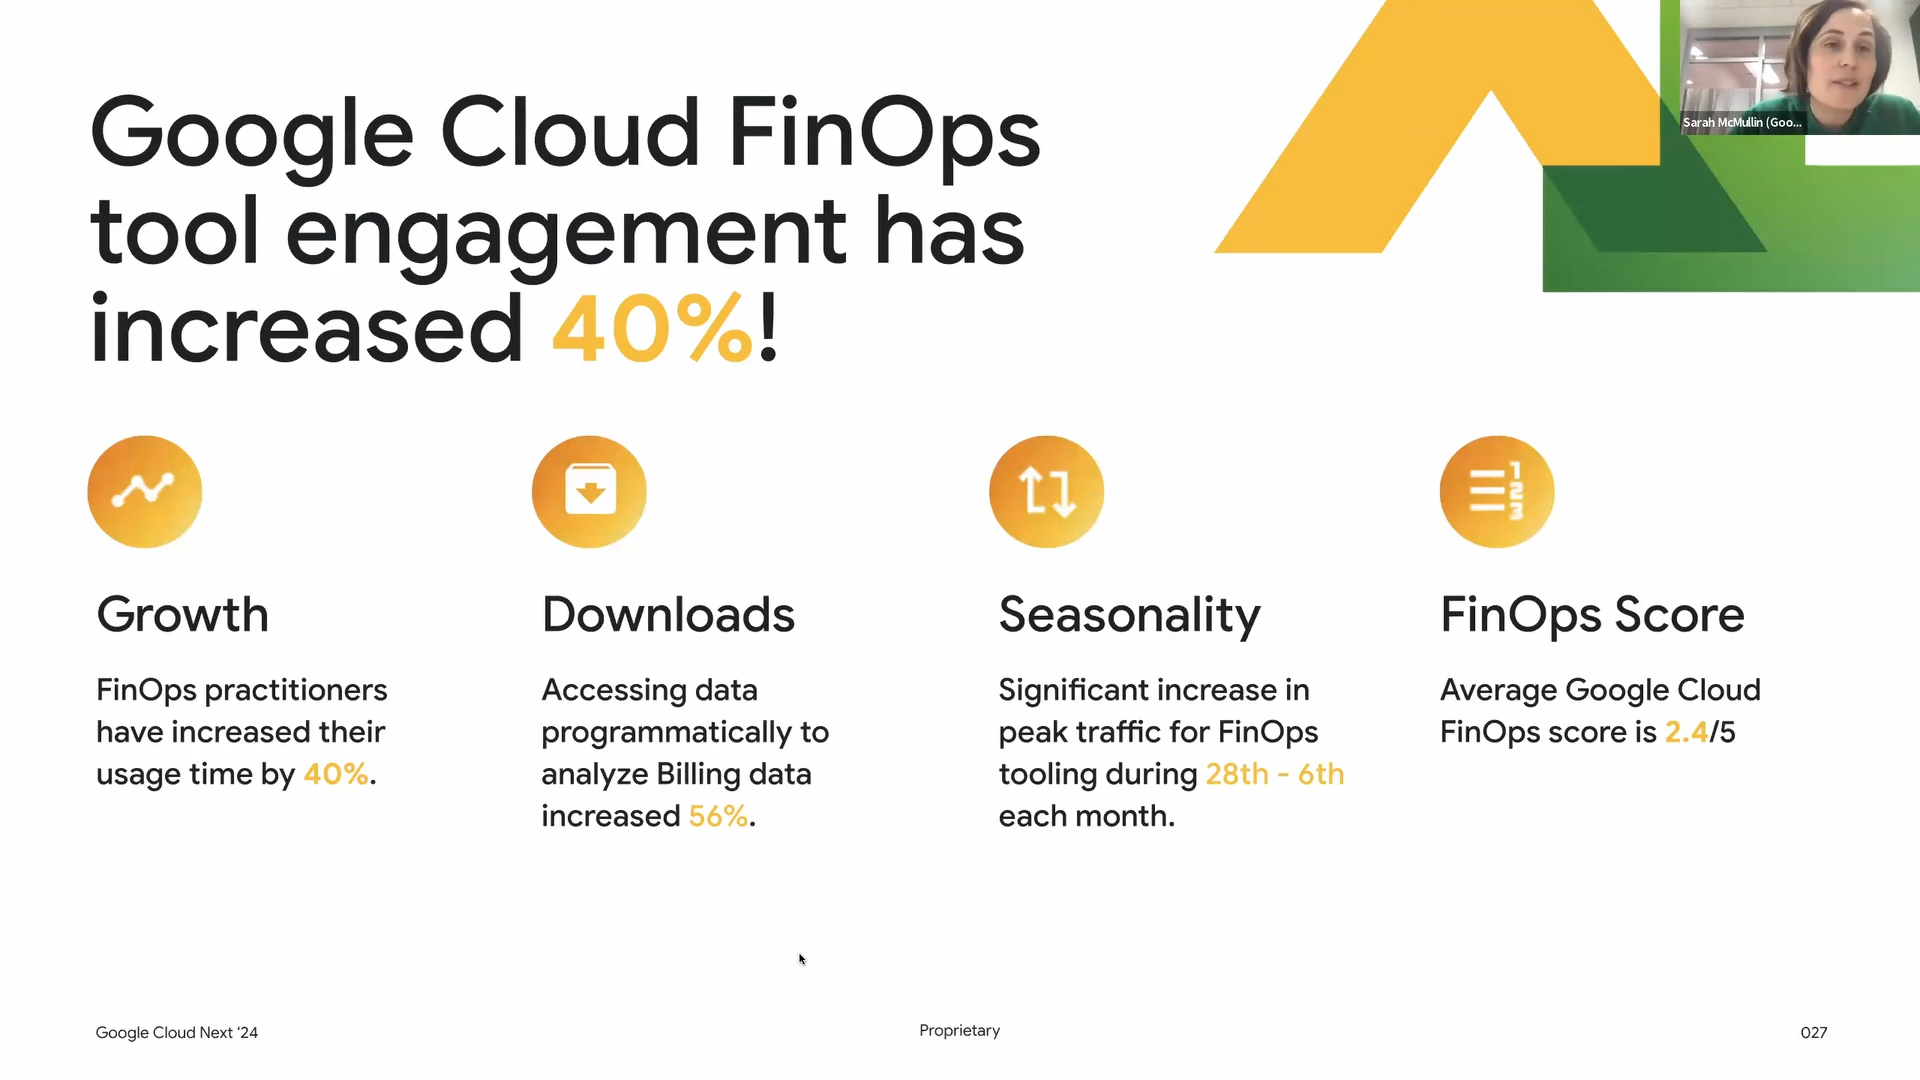 Google Cloud FinOps
tool engagement has
increased 40%!
Sarah McMullin (Goo...
Growth
FinOps practitioners
have increased their
usage time by 40%.
Downloads
Accessing data
programmatically to
analyze Billing data
increased 56%.
Seasonality
Significant increase in
peak traffic for FinOps
tooling during 28th - 6th
each month.
1
2
3
FinOps Score
Average Google Cloud
FinOps score is 2.4/5
Google Cloud Next ‘24
Proprietary
027